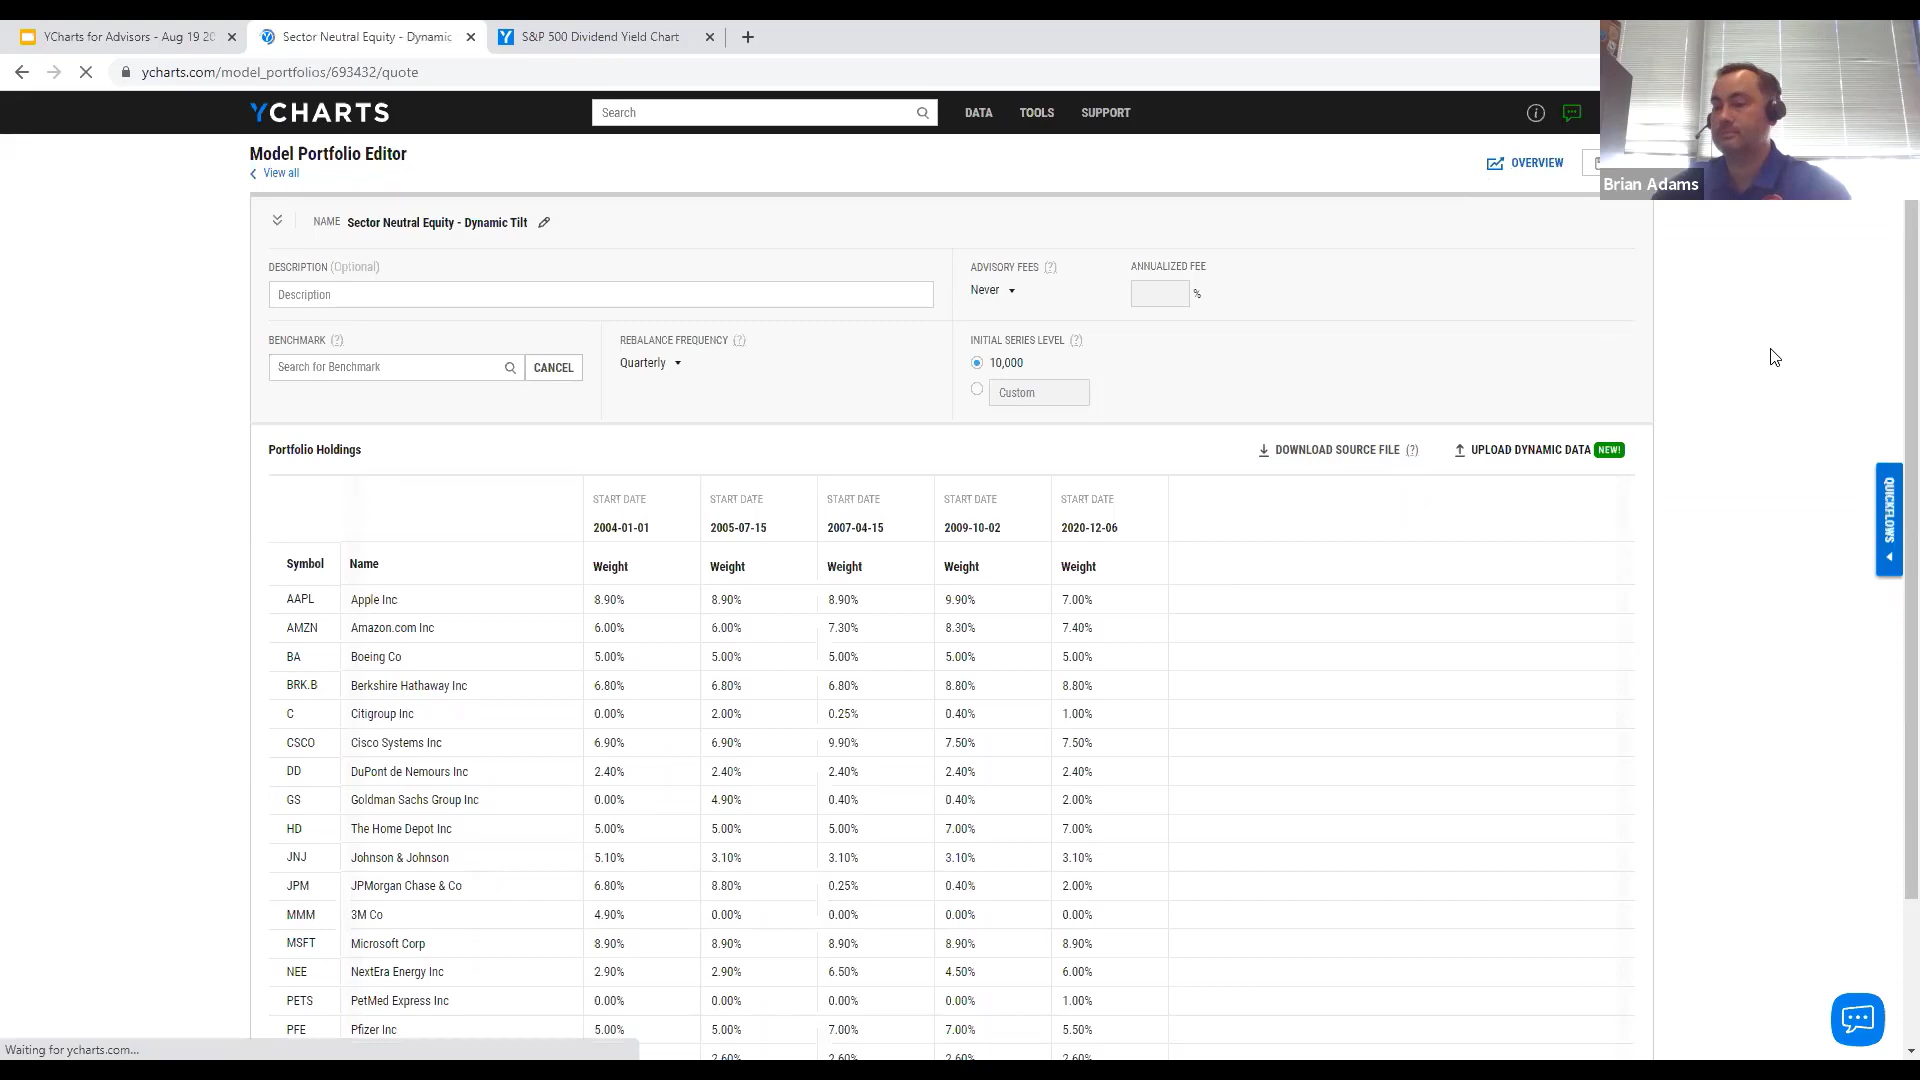 YCharts for Advisors - Aug 19 20
Sector Neutral Equity - Dynamic
S&P 500 Dividend Yield Chart
ycharts.com/model_portfolios/693432/quote
YCHARTS
Search
DATA
TOOLS
SUPPORT
Brian Adams
Model Portfolio Editor
View all
OVERVIEW
NAME Sector Neutral Equity - Dynamic Tilt
DESCRIPTION (Optional)
Description
ADVISORY FEES (?)
Never
ANNUALIZED FEE
%
BENCHMARK (?)
Search for Benchmark
CANCEL
REBALANCE FREQUENCY (?)
Quarterly
INITIAL SERIES LEVEL (?)
10,000
Custom
Portfolio Holdings
DOWNLOAD SOURCE FILE (?)
UPLOAD DYNAMIC DATA NEW!
QUICKFLOWS
START DATE START DATE START DATE START DATE START DATE
2004-01-01 2005-07-15 2007-04-15 2009-10-02 2020-12-06
Symbol Name Weight Weight Weight Weight Weight
AAPL Apple Inc 8.90% 8.90% 8.90% 9.90% 7.00%
AMZN Amazon.com Inc 6.00% 6.00% 7.30% 8.30% 7.40%
BA Boeing Co 5.00% 5.00% 5.00% 5.00% 5.00%
BRK.B Berkshire Hathaway Inc 6.80% 6.80% 6.80% 8.80% 8.80%
C Citigroup Inc 0.00% 2.00% 0.25% 0.40% 1.00%
CSCO Cisco Systems Inc 6.90% 6.90% 9.90% 7.50% 7.50%
DD DuPont de Nemours Inc 2.40% 2.40% 2.40% 2.40% 2.40%
GS Goldman Sachs Group Inc 0.00% 4.90% 0.40% 0.40% 2.00%
HD The Home Depot Inc 5.00% 5.00% 5.00% 7.00% 7.00%
JNJ Johnson & Johnson 5.10% 3.10% 3.10% 3.10% 3.10%
JPM JPMorgan Chase & Co 6.80% 8.80% 0.25% 0.40% 2.00%
MMM 3M Co 4.90% 0.00% 0.00% 0.00% 0.00%
MSFT Microsoft Corp 8.90% 8.90% 8.90% 8.90% 8.90%
NEE NextEra Energy Inc 2.90% 2.90% 6.50% 4.50% 6.00%
PETS PetMed Express Inc 0.00% 0.00% 0.00% 0.00% 1.00%
PFE Pfizer Inc 5.00% 5.00% 7.00% 7.00% 5.50%
2.60% 2.60% 2.60% 2.60%
Waiting for ycharts.com...